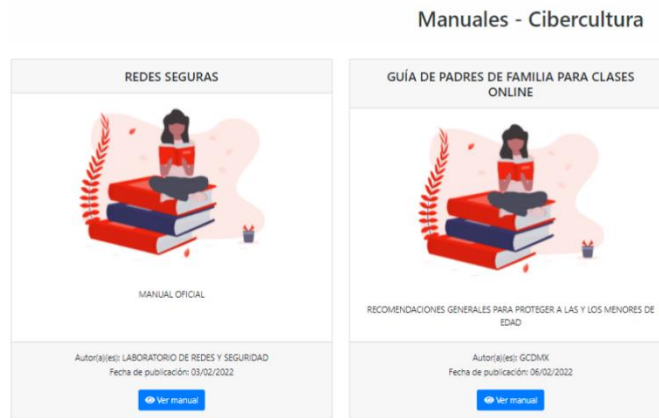 Manuales - Cibercultura
REDES SEGURAS
MANUAL OFICIAL
Autor(a)(es): LABORATORIO DE REDES Y SEGURIDAD
Fecha de publicación: 03/02/2022
Ver manual
GUÍA DE PADRES DE FAMILIA PARA CLASES
ONLINE
RECOMENDACIONES GENERALES PARA PROTEGER A LAS Y LOS MENORES DE
EDAD
Autor(a)(es): GCDMX
Fecha de publicación: 06/02/2022
Ver manual